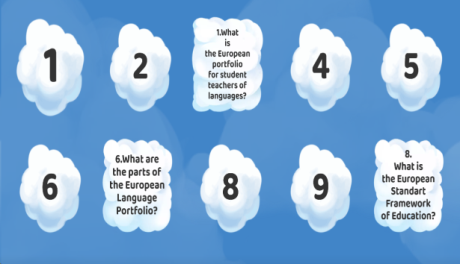 1
2
1.What
is
the European
portfolio
for student
teachers of
languages?
4
5
6
6.What are
the parts of
the European
Language
Portfolio?
8
9
8.
What is
the European
Standart
Framework
of Education?